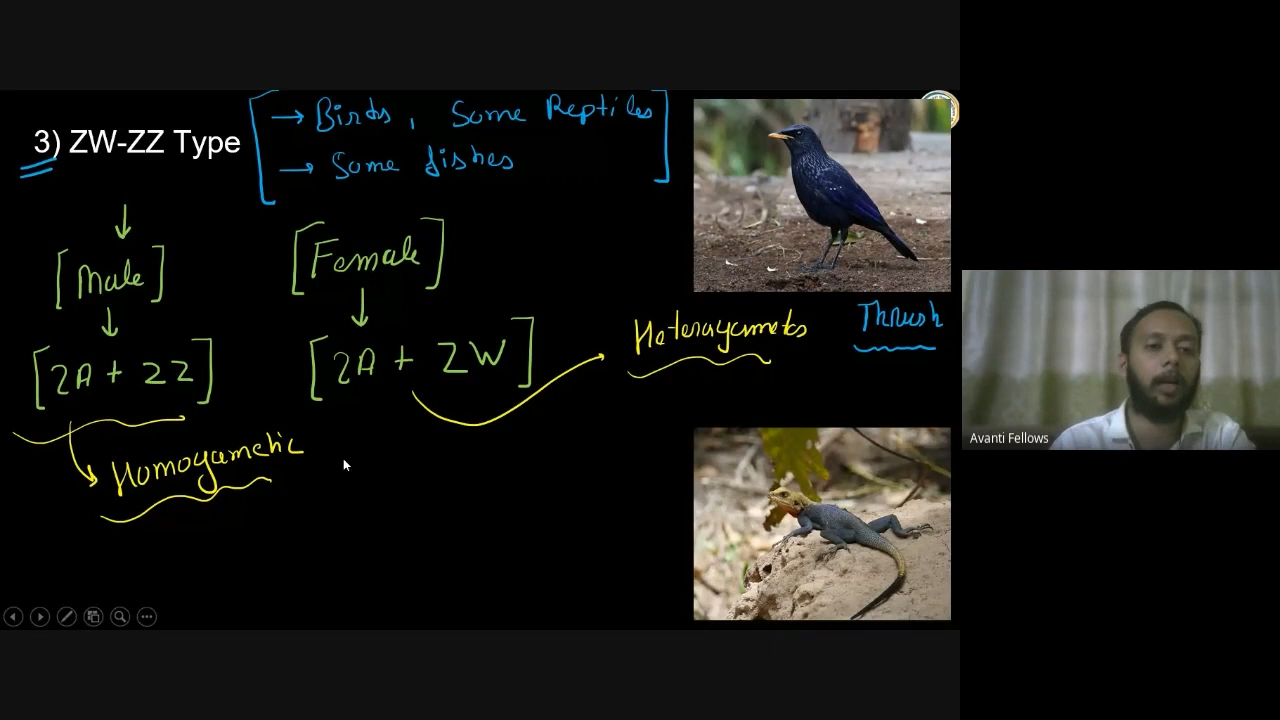 → Birds, Some Reptiles
3) ZW-ZZ Type
→ Some fishes
[Male]
[Female]
[2A + ZZ]
[2A + ZW]
Heterogametes
Thrush
Homogametic
Avanti Fellows